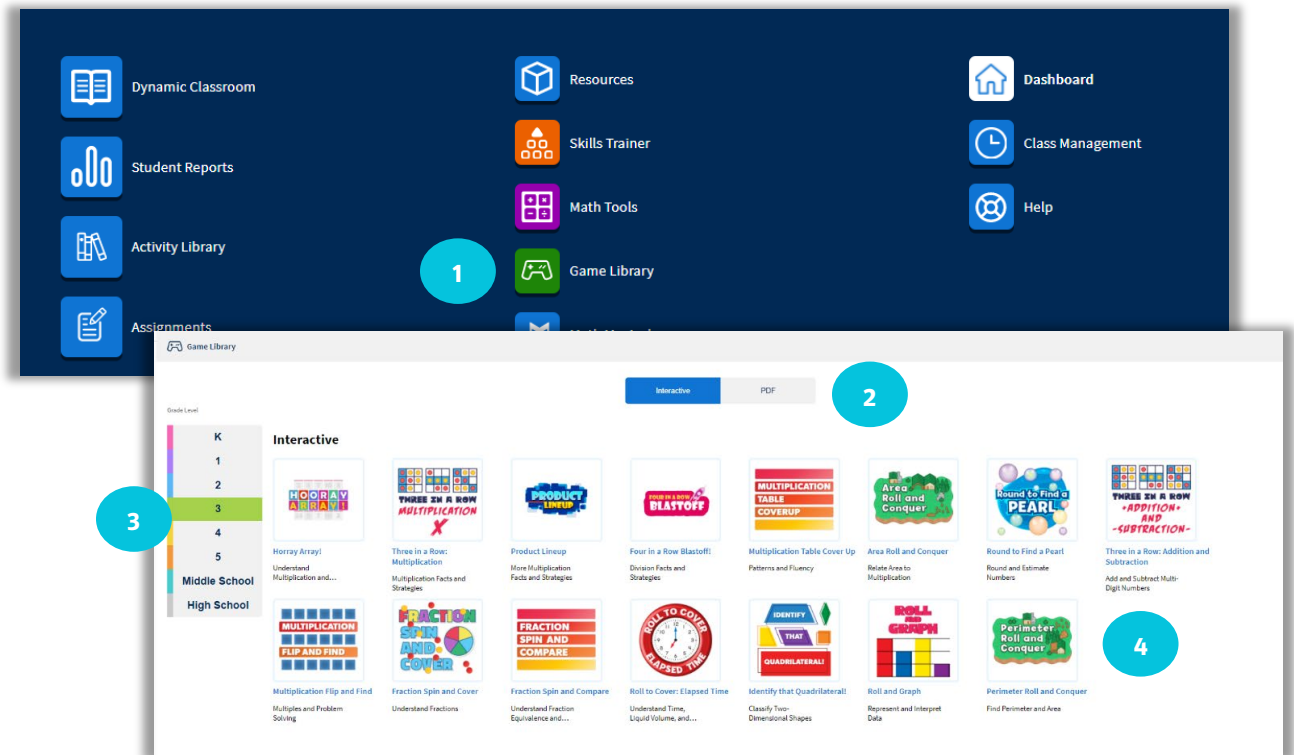 Dynamic Classroom
Student Reports
Activity Library
Assignments
Resources
Skills Trainer
Math Tools
1
Game Library
Dashboard
Class Management
Help
Game Library
Interactive
PDF
2
Grade Level
K
1
2
3
3
4
5
Middle School
High School
Interactive
HOORAY
ARRAY!
Horray Array!
Understand
Multiplication and...
THREE IN A ROW
MULTIPLICATION
X
Three in a Row:
Multiplication
Multiplication Facts and
Strategies
PRODUCT
LINEUP
Product Lineup
More Multiplication
Facts and Strategies
FOUR IN A ROW
BLASTOFF
Four in a Row Blastoff!
Division Facts and
Strategies
MULTIPLICATION
TABLE
COVERUP
Multiplication Table Cover Up
Patterns and Fluency
Area
Roll and
Conquer
Area Roll and Conquer
Relate Area to
Multiplication
Round to Find a
PEARL
Round to Find a Pearl
Round and Estimate
Numbers
THREE IN A ROW
•ADDITION•
AND
-SUBTRACTION-
Three in a Row: Addition and
Subtraction
Add and Subtract Multi-
Digit Numbers
MULTIPLICATION
FLIP AND FIND
Multiplication Flip and Find
Multiples and Problem
Solving
FRACTION
SPIN
AND
COVER
Fraction Spin and Cover
Understand Fractions
FRACTION
SPIN AND
COMPARE
Fraction Spin and Compare
Understand Fraction
Equivalence and...
ROLL TO COVER:
ELAPSED TIME
Roll to Cover: Elapsed Time
Understand Time,
Liquid Volume, and...
IDENTIFY
THAT
QUADRILATERAL!
Identify that Quadrilateral!
Classify Two-
Dimensional Shapes
ROLL
AND
GRAPH
Roll and Graph
Represent and Interpret
Data
Perimeter
Roll and
Conquer
Perimeter Roll and Conquer
Find Perimeter and Area
4